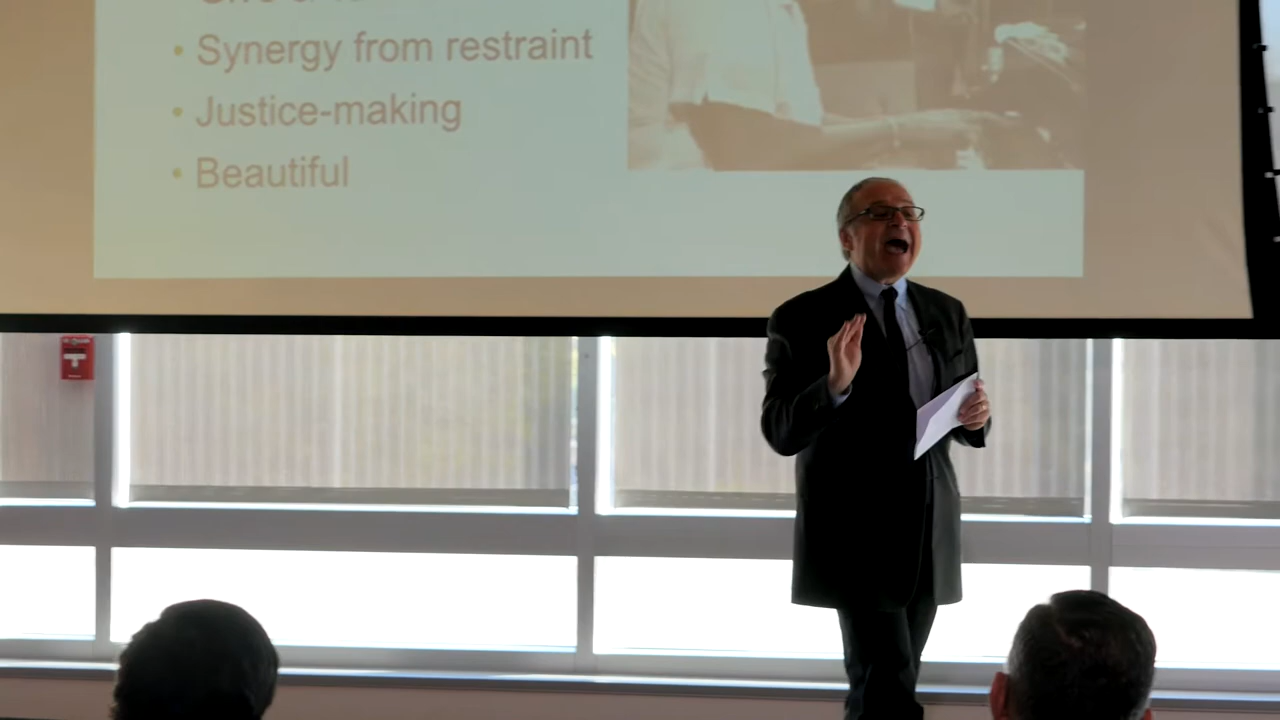 • Synergy from restraint
• Justice-making
• Beautiful